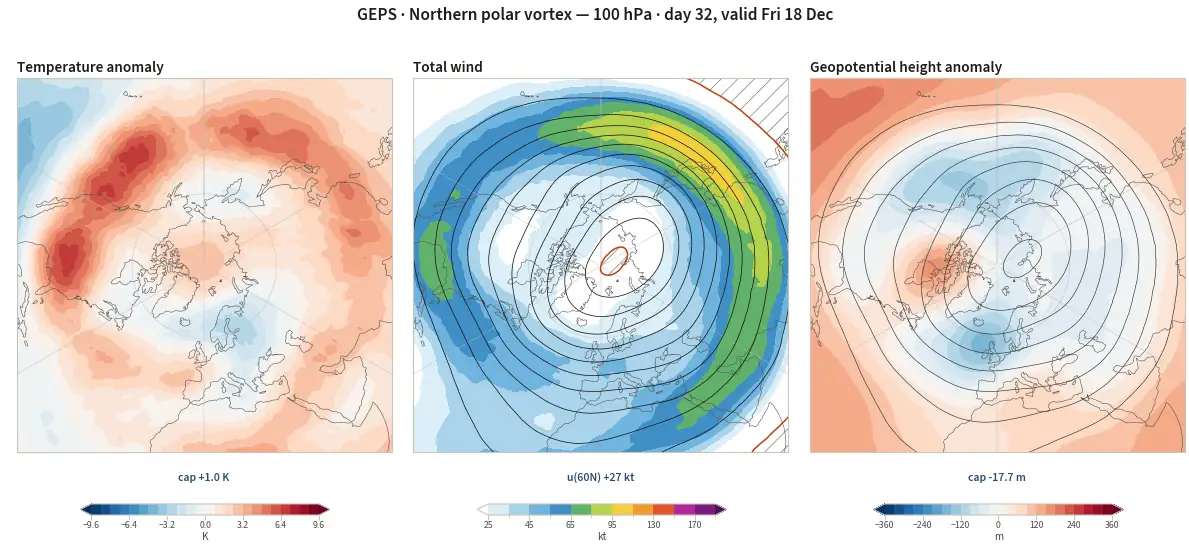 GEPS · Northern polar vortex — 100 hPa · day 32, valid Fri 18 Dec
Temperature anomaly
Total wind
Geopotential height anomaly
cap +1.0 K
u(60N) +27 kt
cap -17.7 m
−9.6 −6.4 −3.2 0.0 3.2 6.4 9.6
K
25 45 65 95 130 170
kt
−360 −240 −120 0 120 240 360
m